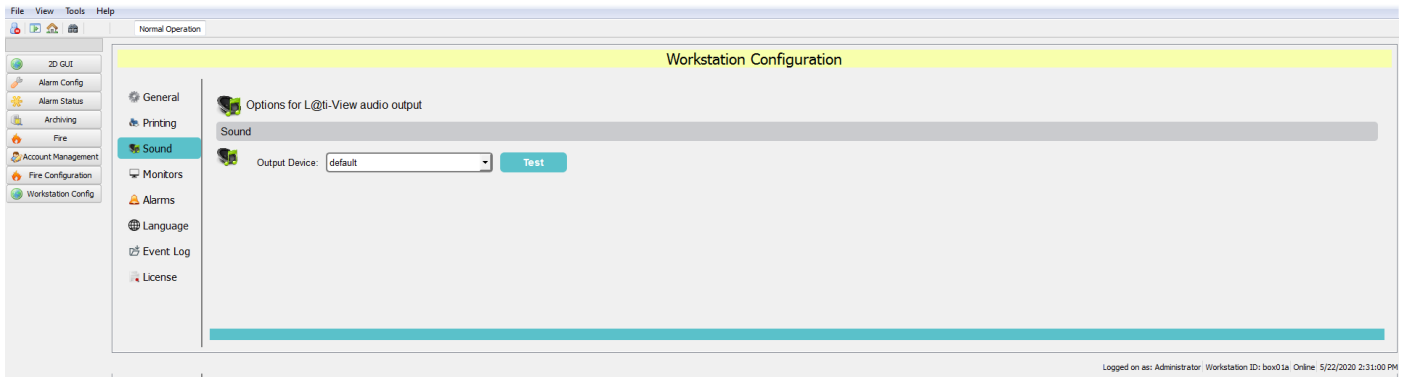 File View Tools Help
Normal Operation
2D GUI
Alarm Config
Alarm Status
Archiving
Fire
Account Management
Fire Configuration
Workstation Config
Workstation Configuration
General
Printing
Sound
Monitors
Alarms
Language
Event Log
License
Options for L@ti-View audio output
Sound
Output Device: default Test
Logged on as: Administrator Workstation ID: box01a Online 5/22/2020 2:31:00 PM